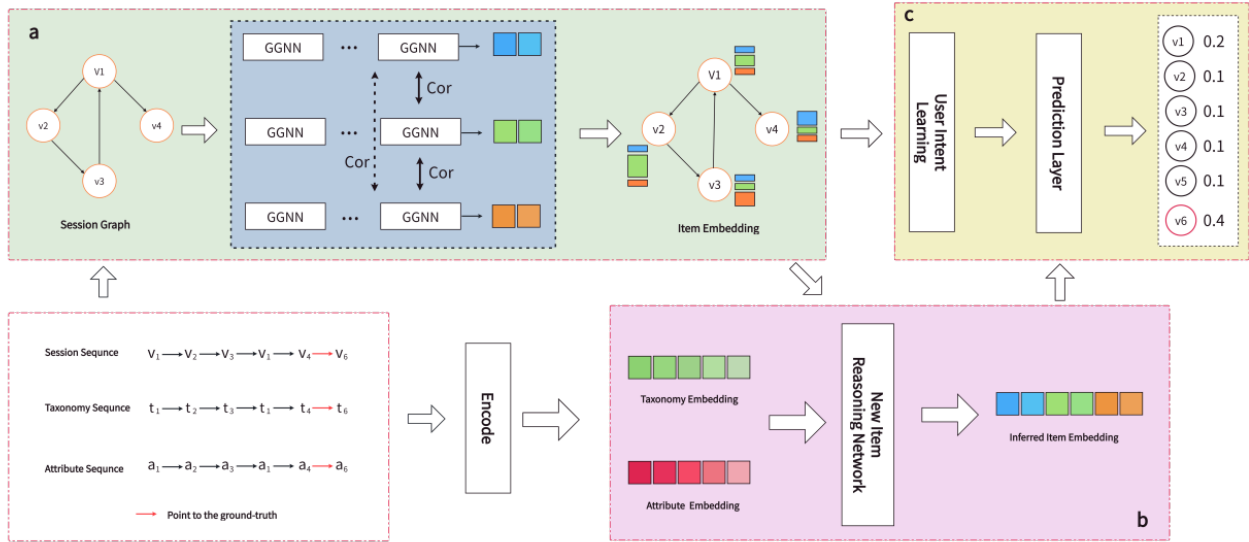 a
V1
v2
v4
v3
Session Graph
GGNN ... GGNN
Cor
GGNN ... GGNN
Cor
Cor
GGNN ... GGNN
V1
v2
v4
v3
Item Embedding
c
User Intent
Learning
Prediction Layer
v1 0.2
v2 0.1
v3 0.1
v4 0.1
v5 0.1
v6 0.4
Session Sequnce V₁ V₂ V₃ V₁ V₄ V₆
Taxonomy Sequnce t₁ t₂ t₃ t₁ t₄ t₆
Attribute Sequnce a₁ a₂ a₃ a₁ a₄ a₆
Point to the ground-truth
Encode
Taxonomy Embedding
Attribute Embedding
New Item
Reasoning Network
Inferred Item Embedding
b